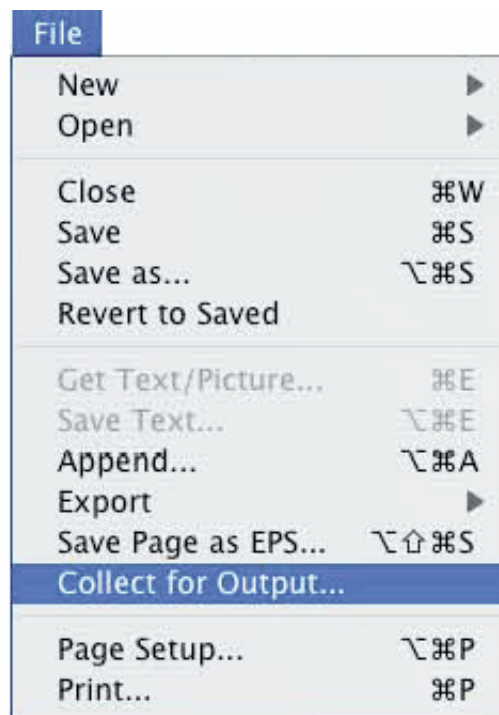 File
New
Open
Close ⌘W
Save ⌘S
Save as... ⌥⌘S
Revert to Saved
Get Text/Picture... ⌘E
Save Text... ⌥⌘E
Append... ⌥⌘A
Export
Save Page as EPS... ⌥⇧⌘S
Collect for Output...
Page Setup... ⌥⌘P
Print... ⌘P